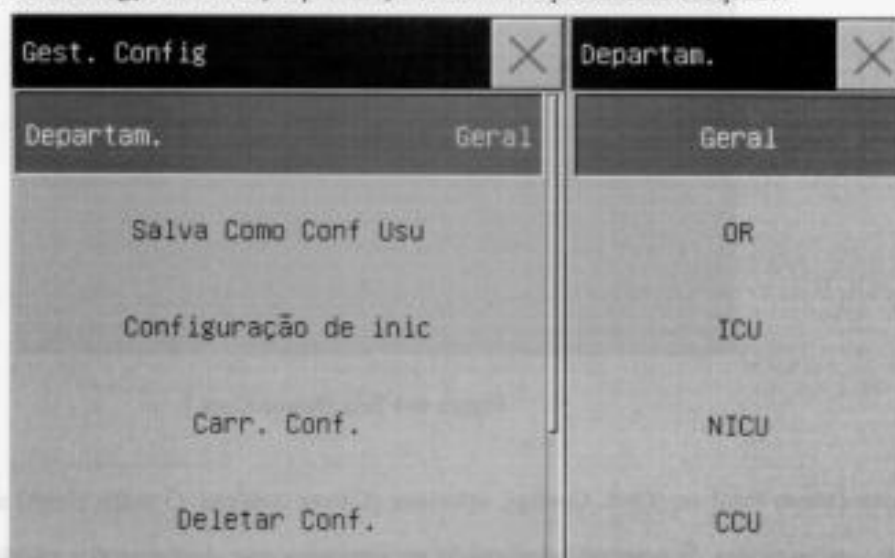 Gest. Config
Departam. Geral
Salva Como Conf Usu
Configuração de inic
Carr. Conf.
Deletar Conf.
Departam.
Geral
OR
ICU
NICU
CCU